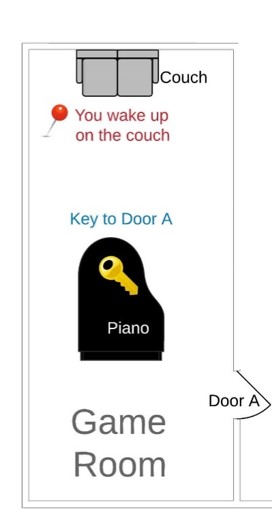 Couch
You wake up
on the couch
Key to Door A
Piano
Door A
Game
Room